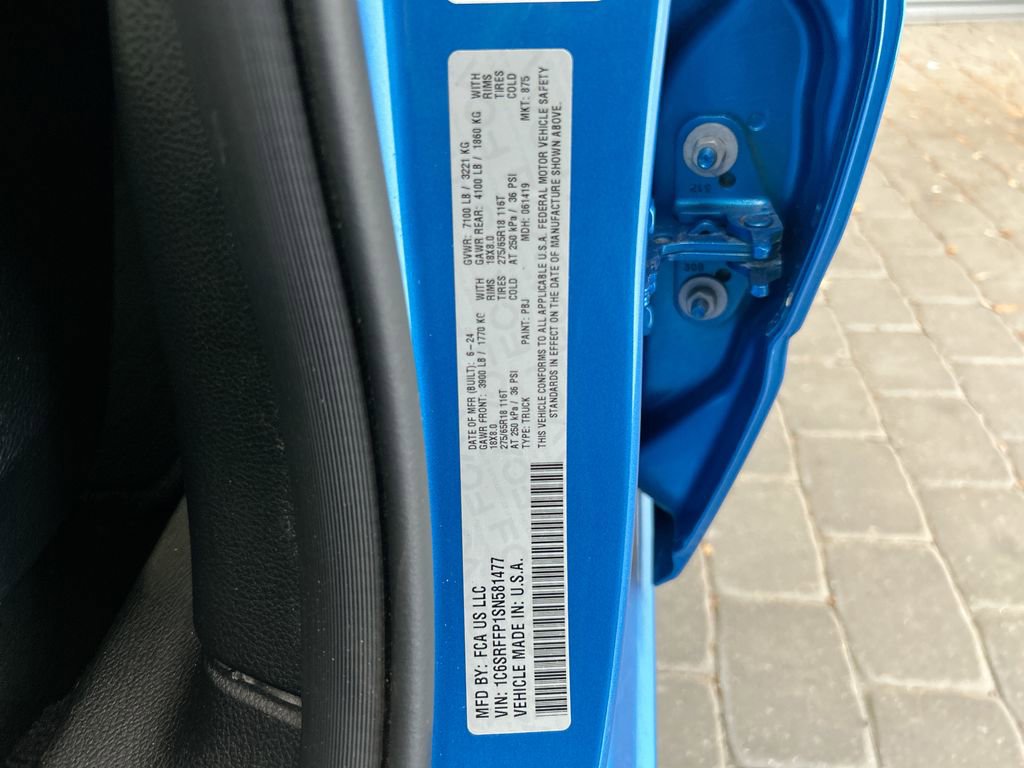 MFD BY: FCA US LLC
VIN: 1C6SRFFP1SN581477
VEHICLE MADE IN: U.S.A.
DATE OF MFR (BUILT): 6-24 GVWR: 7100 LB / 3221 KG
GAWR FRONT: 3900 LB / 1770 KG WITH GAWR REAR: 4100 LB / 1860 KG WITH
18X8.0 RIMS 18X8.0 RIMS
275/65R18 116T TIRES 275/65R18 116T TIRES
AT 250 kPa / 36 PSI COLD AT 250 kPa / 36 PSI COLD
TYPE: TRUCK PAINT: PBJ MDH: 061419 MKT: 875
THIS VEHICLE CONFORMS TO ALL APPLICABLE U.S.A. FEDERAL MOTOR VEHICLE SAFETY
STANDARDS IN EFFECT ON THE DATE OF MANUFACTURE SHOWN ABOVE.